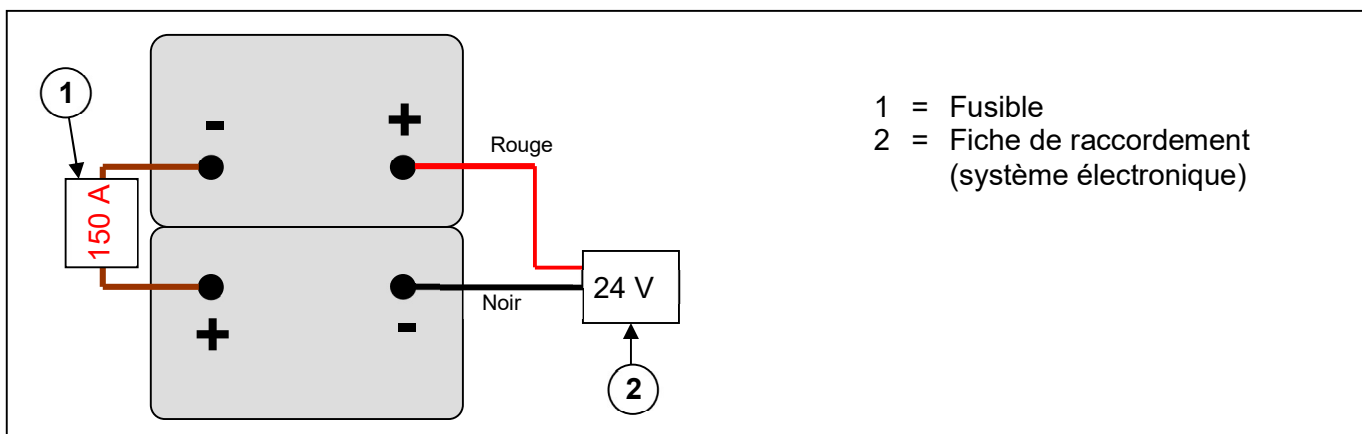 1
- +
Rouge
150 A
24 V
Noir
+ -
2
1 = Fusible
2 = Fiche de raccordement
(système électronique)